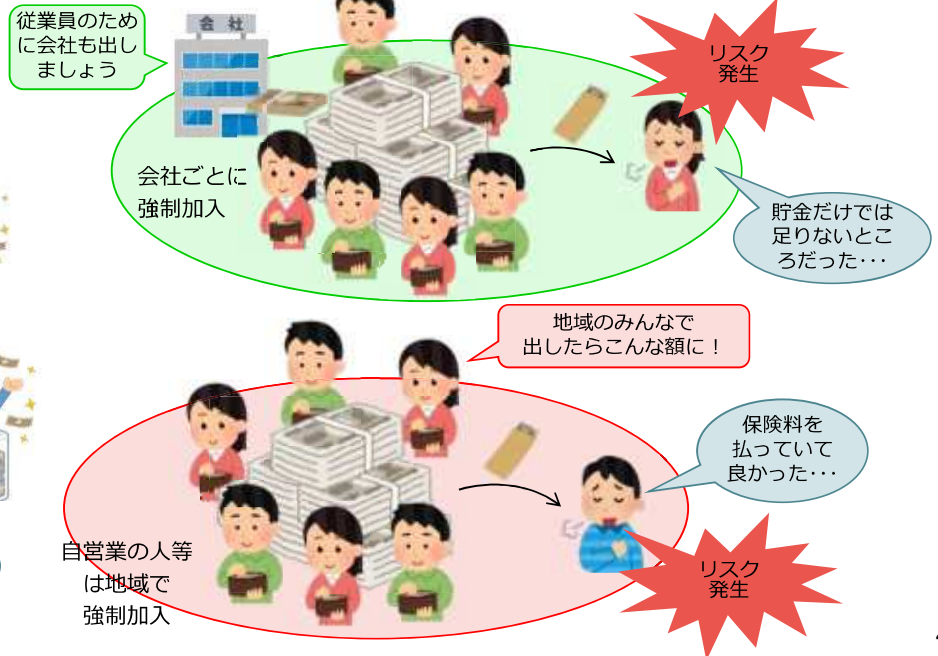 従業員のため
に会社も出し
ましょう
会社
リスク
発生
会社ごとに
強制加入
貯金だけでは
足りないとこ
ろだった･･･
地域のみんなで
出したらこんな額に！
保険料を
払っていて
良かった･･･
自営業の人等
は地域で
強制加入
リスク
発生